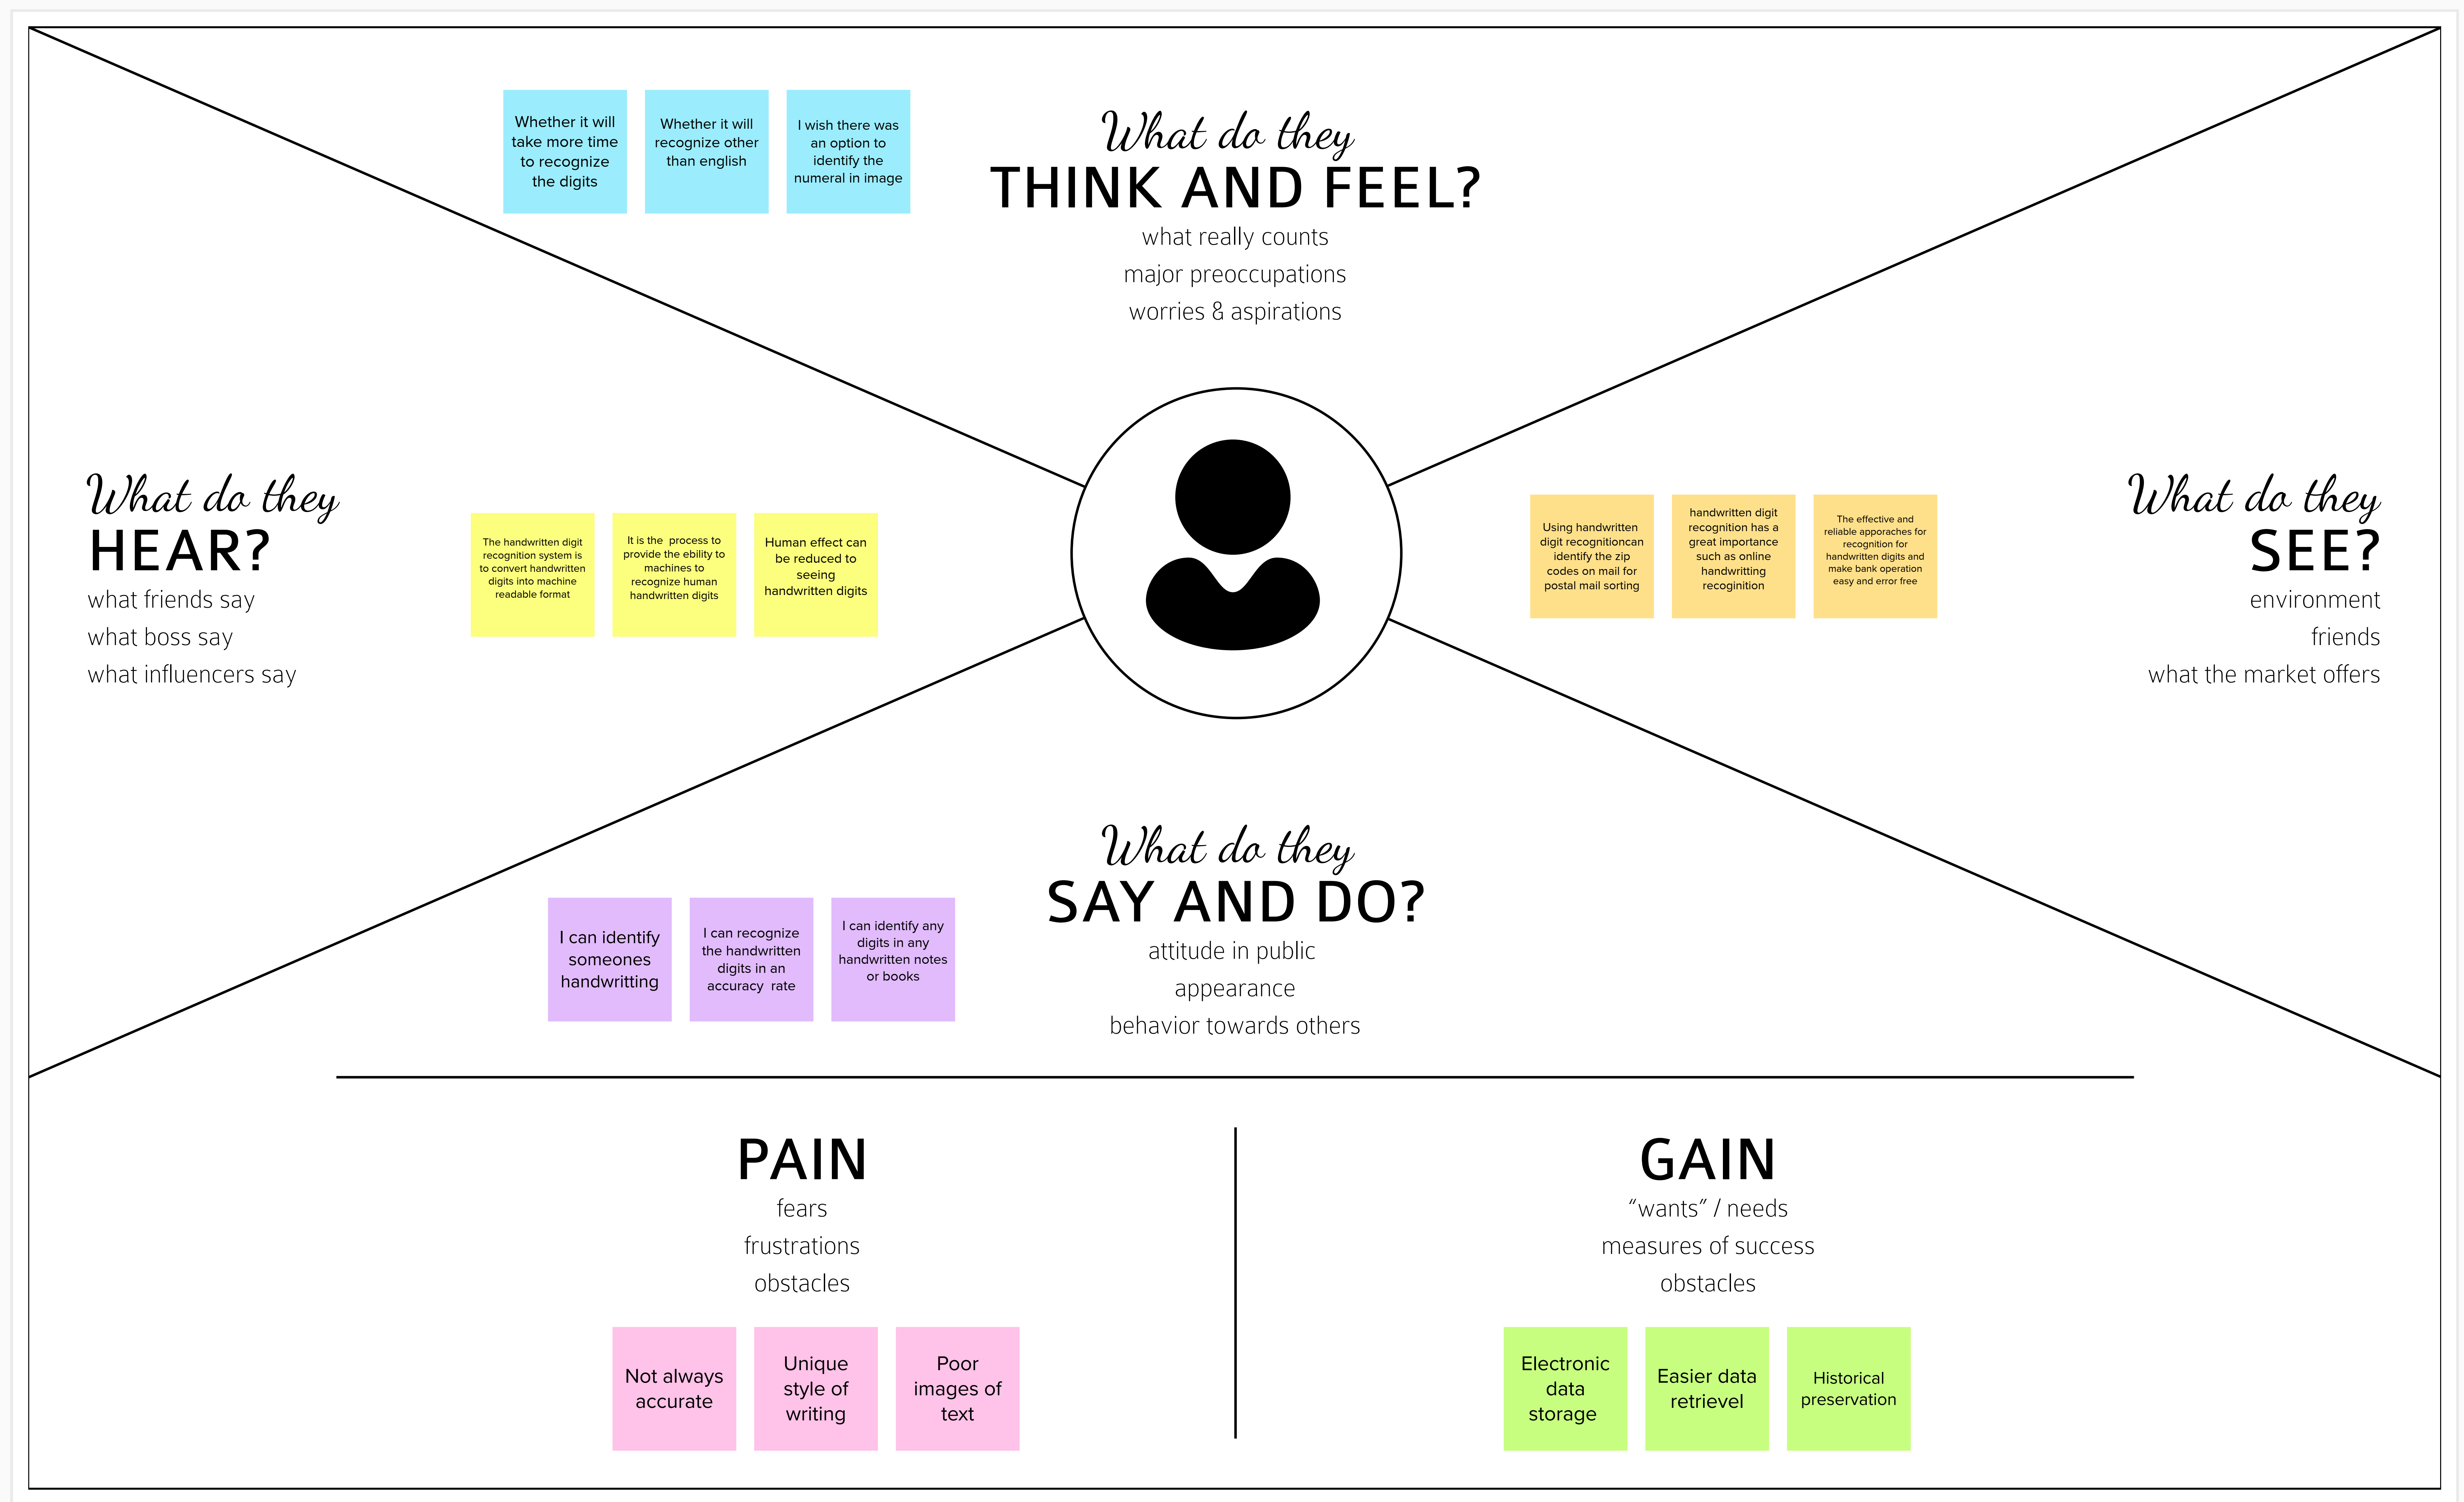 Whether it will
take more time
to recognize
the digits
Whether it will
recognize other
than english
I wish there was
an option to
identify the
numeral in image
What do they
THINK AND FEEL?
what really counts
major preoccupations
worries & aspirations
What do they
HEAR?
what friends say
what boss say
what influencers say
The handwritten digit
recognition system is
to convert handwritten
digits into machine
readable format
It is the process to
provide the ebility to
machines to
recognize human
handwritten digits
Human effect can
be reduced to
seeing
handwritten digits
Using handwritten
digit recognitioncan
identify the zip
codes on mail for
postal mail sorting
handwritten digit
recognition has a
great importance
such as online
handwritting
recoginition
The effective and
reliable apporaches for
recognition for
handwritten digits and
make bank operation
easy and error free
What do they
SEE?
environment
friends
what the market offers
I can identify
someones
handwritting
I can recognize
the handwritten
digits in an
accuracy rate
I can identify any
digits in any
handwritten notes
or books
What do they
SAY AND DO?
attitude in public
appearance
behavior towards others
PAIN
fears
frustrations
obstacles
Not always
accurate
Unique
style of
writing
Poor
images of
text
GAIN
“wants” / needs
measures of success
obstacles
Electronic
data
storage
Easier data
retrievel
Historical
preservation